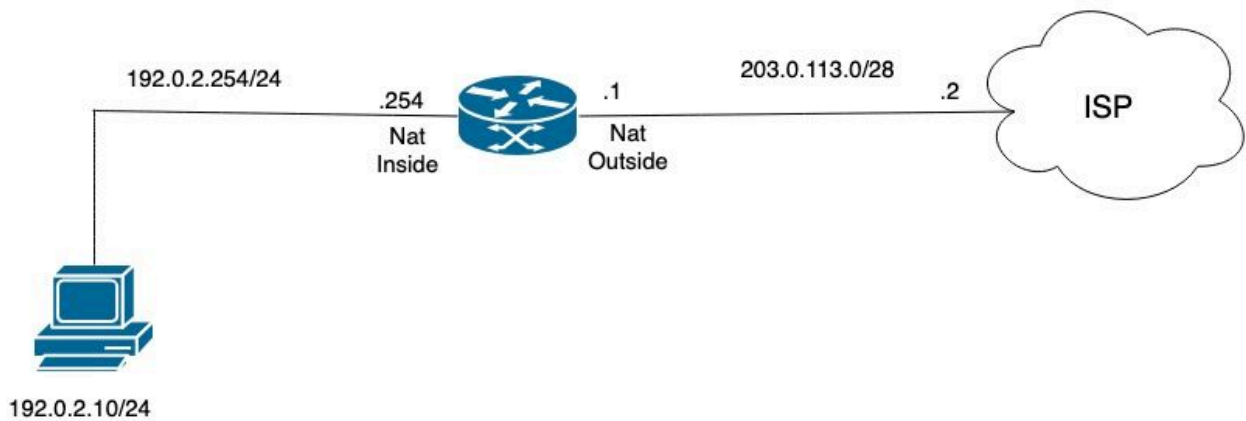 192.0.2.254/24
203.0.113.0/28
.254
.1
.2
ISP
Nat
Inside
Nat
Outside
192.0.2.10/24